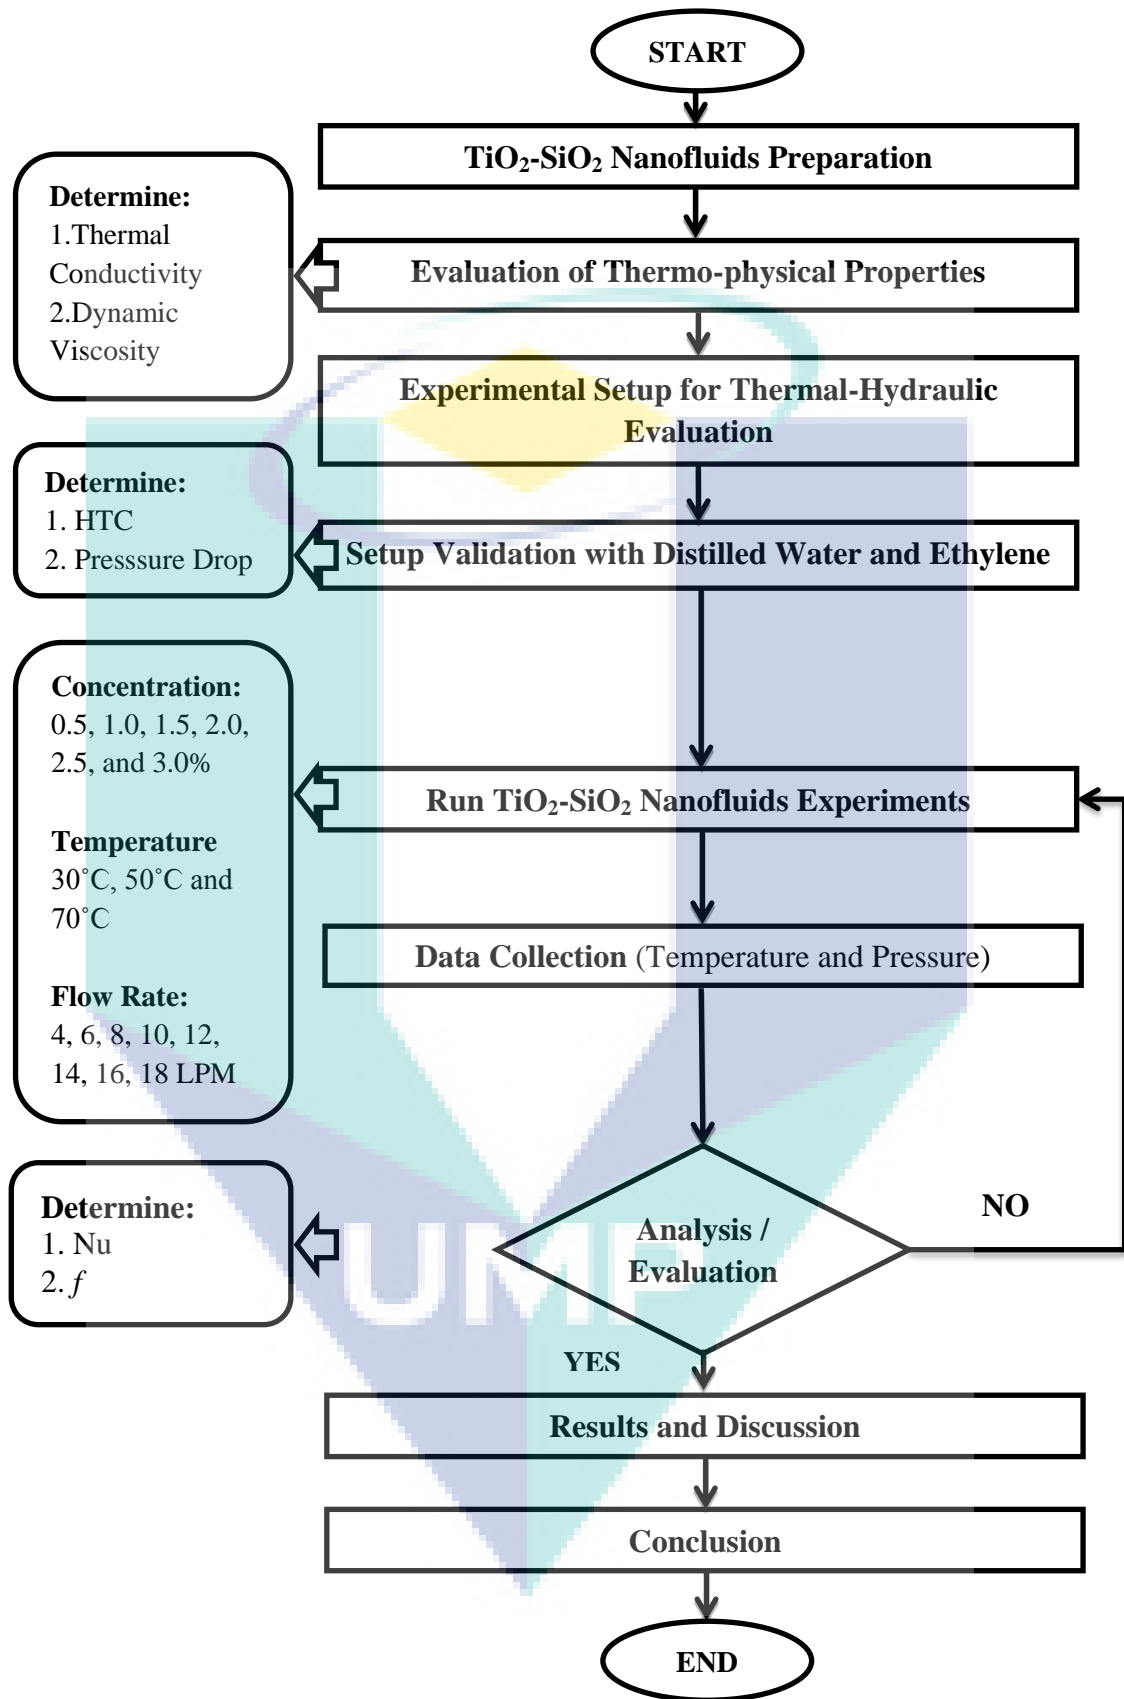 START
TiO₂-SiO₂ Nanofluids Preparation
Determine:
1.Thermal
Conductivity
2.Dynamic
Viscosity
Evaluation of Thermo-physical Properties
Experimental Setup for Thermal-Hydraulic
Evaluation
Determine:
1. HTC
2. Presssure Drop
Setup Validation with Distilled Water and Ethylene
Concentration:
0.5, 1.0, 1.5, 2.0,
2.5, and 3.0%
Temperature
30˚C, 50˚C and
70˚C
Flow Rate:
4, 6, 8, 10, 12,
14, 16, 18 LPM
Run TiO₂-SiO₂ Nanofluids Experiments
Data Collection (Temperature and Pressure)
Determine:
1. Nu
2. f
Analysis /
Evaluation
NO
UMP
YES
Results and Discussion
Conclusion
END